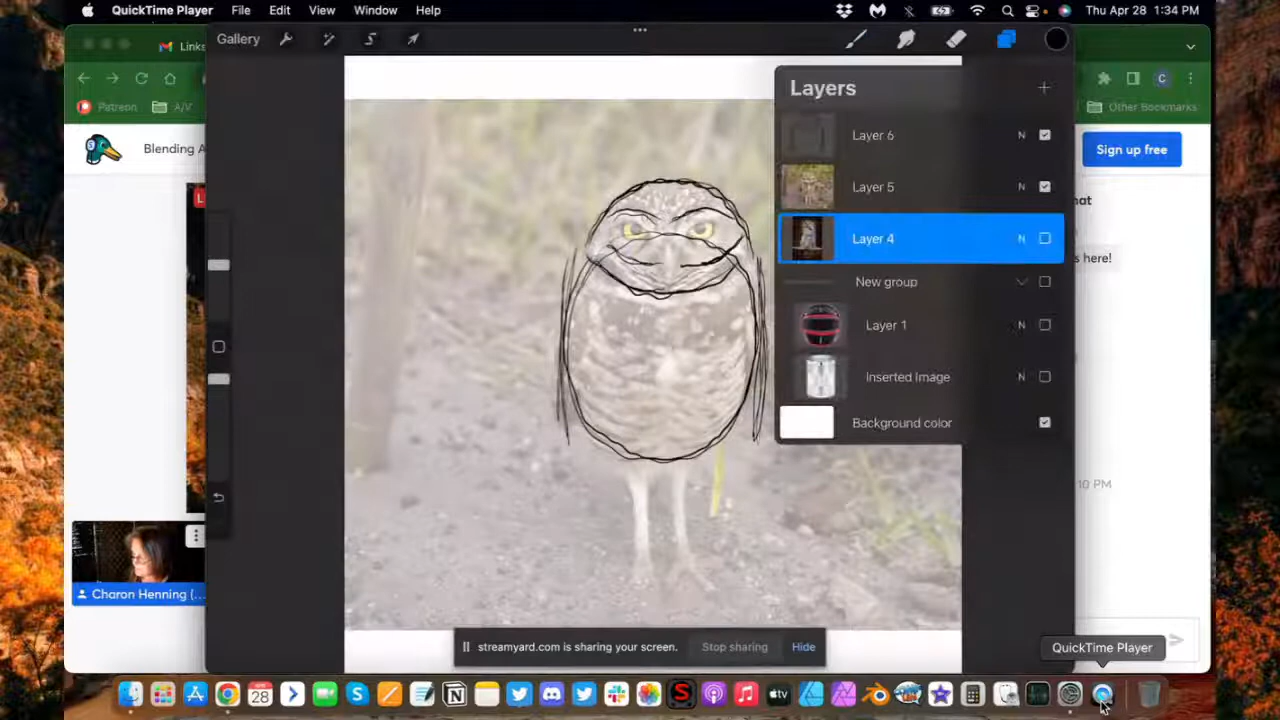 QuickTime Player File Edit View Window Help
Thu Apr 28 1:34 PM
Links
Gallery
Patreon
A/V
Other Bookmarks
Layers
Blending A
Sign up free
Layer 6
N
Layer 5
N
hat
Layer 4
N
s here!
New group
Layer 1
N
Inserted Image
N
Background color
10 PM
Charon Henning (...
streamyard.com is sharing your screen.
Stop sharing
Hide
QuickTime Player
28
tv